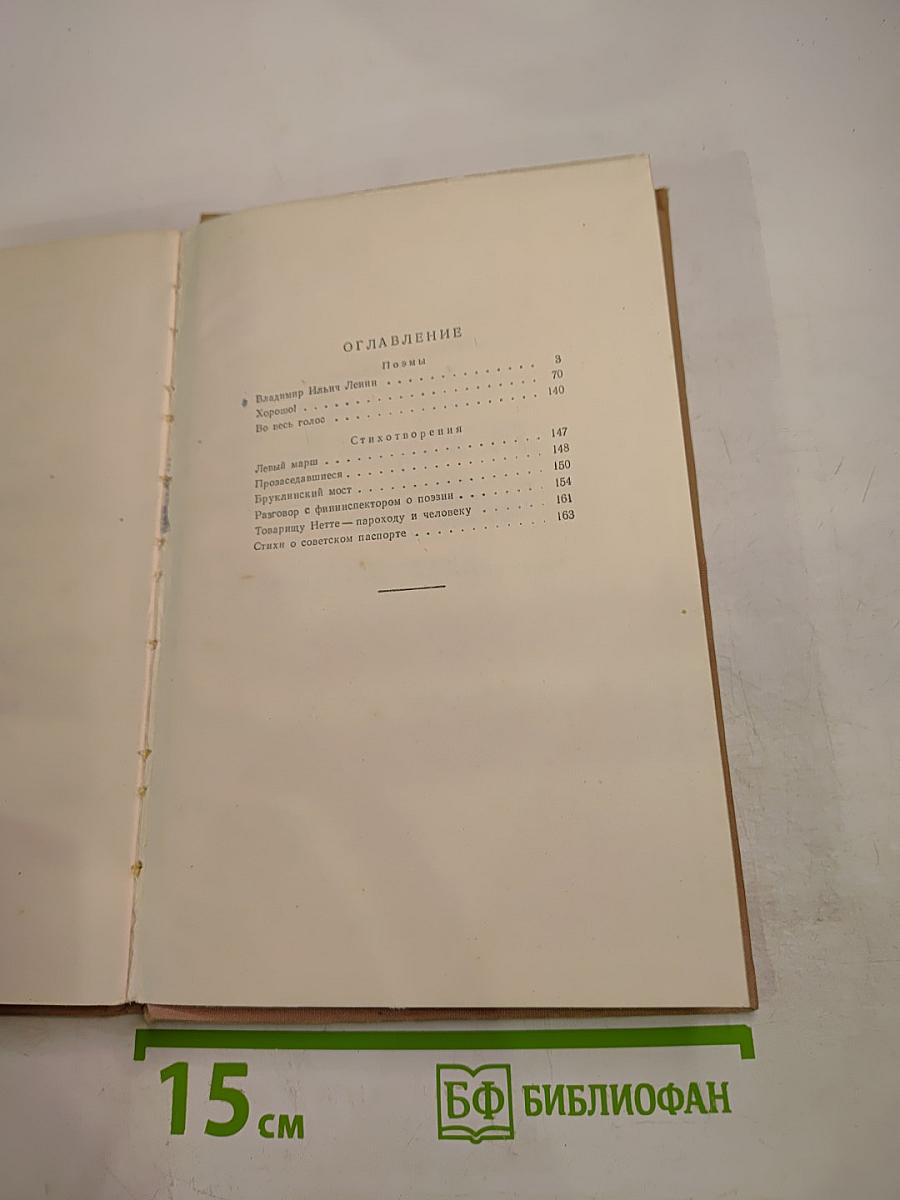 ОГЛАВЛЕНИЕ
Поэмы
Владимир Ильич Ленин . . . . . . . . . . . . . 3
Хорошо! . . . . . . . . . . . . . . . . . . . . 70
Во весь голос . . . . . . . . . . . . . . . . . . 140
Стихотворения
Левый марш . . . . . . . . . . . . . . . . . . 147
Прозаседавшиеся . . . . . . . . . . . . . . . . 148
Бруклинский мост . . . . . . . . . . . . . . . 150
Разговор с фининспектором о поэзии . . . . . . . 154
Товарищу Нетте — пароходу и человеку . . . . . 161
Стихи о советском паспорте . . . . . . . . . . . 163
15 см
БФ БИБЛИОФАН